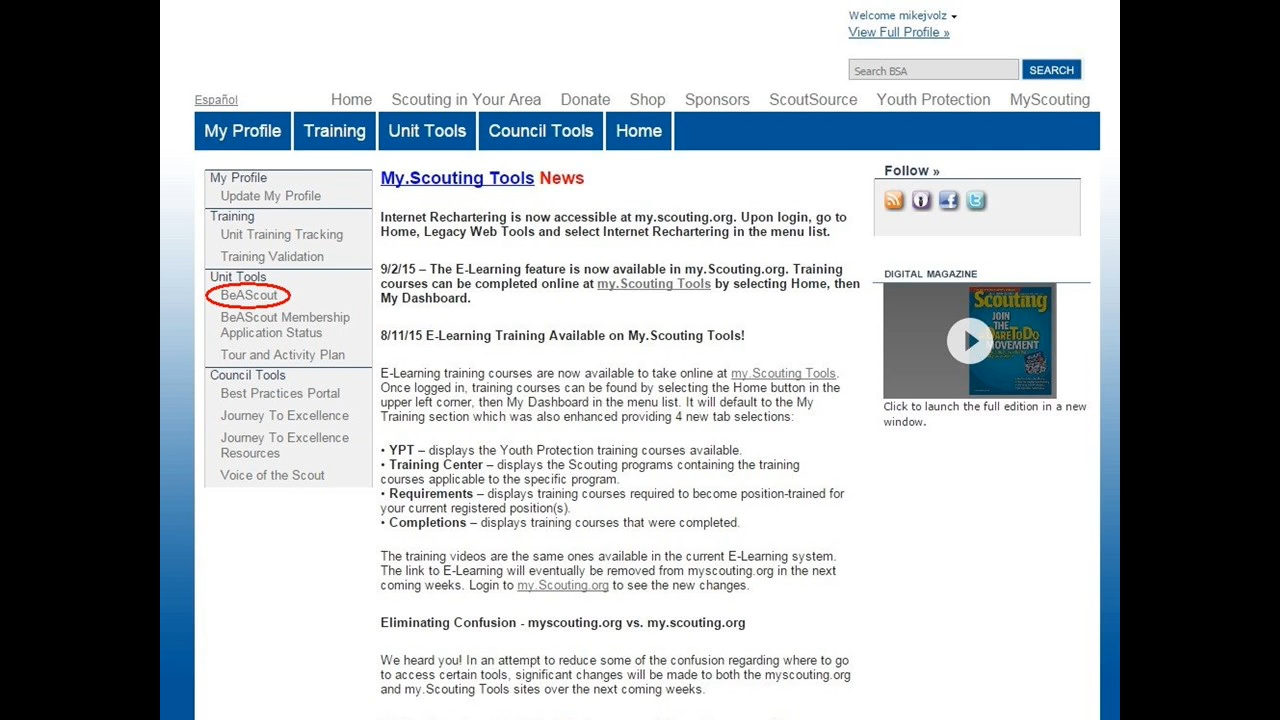 Welcome mikejvolz
View Full Profile »
Search BSA
SEARCH
Español
Home Scouting in Your Area Donate Shop Sponsors ScoutSource Youth Protection MyScouting
My Profile Training Unit Tools Council Tools Home
My Profile
Update My Profile
Training
Unit Training Tracking
Training Validation
Unit Tools
BeAScout
BeAScout Membership
Application Status
Tour and Activity Plan
Council Tools
Best Practices Portal
Journey To Excellence
Journey To Excellence
Resources
Voice of the Scout
My.Scouting Tools News
Internet Rechartering is now accessible at my.scouting.org. Upon login, go to
Home, Legacy Web Tools and select Internet Rechartering in the menu list.
9/2/15 – The E-Learning feature is now available in my.Scouting.org. Training
courses can be completed online at my.Scouting Tools by selecting Home, then
My Dashboard.
8/11/15 E-Learning Training Available on My.Scouting Tools!
E-Learning training courses are now available to take online at my.Scouting Tools.
Once logged in, training courses can be found by selecting the Home button in the
upper left corner, then My Dashboard in the menu list. It will default to the My
Training section which was also enhanced providing 4 new tab selections:
• YPT – displays the Youth Protection training courses available.
• Training Center – displays the Scouting programs containing the training
courses applicable to the specific program.
• Requirements – displays training courses required to become position-trained for
your current registered position(s).
• Completions – displays training courses that were completed.
The training videos are the same ones available in the current E-Learning system.
The link to E-Learning will eventually be removed from myscouting.org in the next
coming weeks. Login to my.Scouting.org to see the new changes.
Eliminating Confusion - myscouting.org vs. my.scouting.org
We heard you! In an attempt to reduce some of the confusion regarding where to go
to access certain tools, significant changes will be made to both the myscouting.org
and my.Scouting Tools sites over the next coming weeks.
Follow »
DIGITAL MAGAZINE
Scouting
JOIN
THE
DARETODO
MOVEMENT
Click to launch the full edition in a new
window.